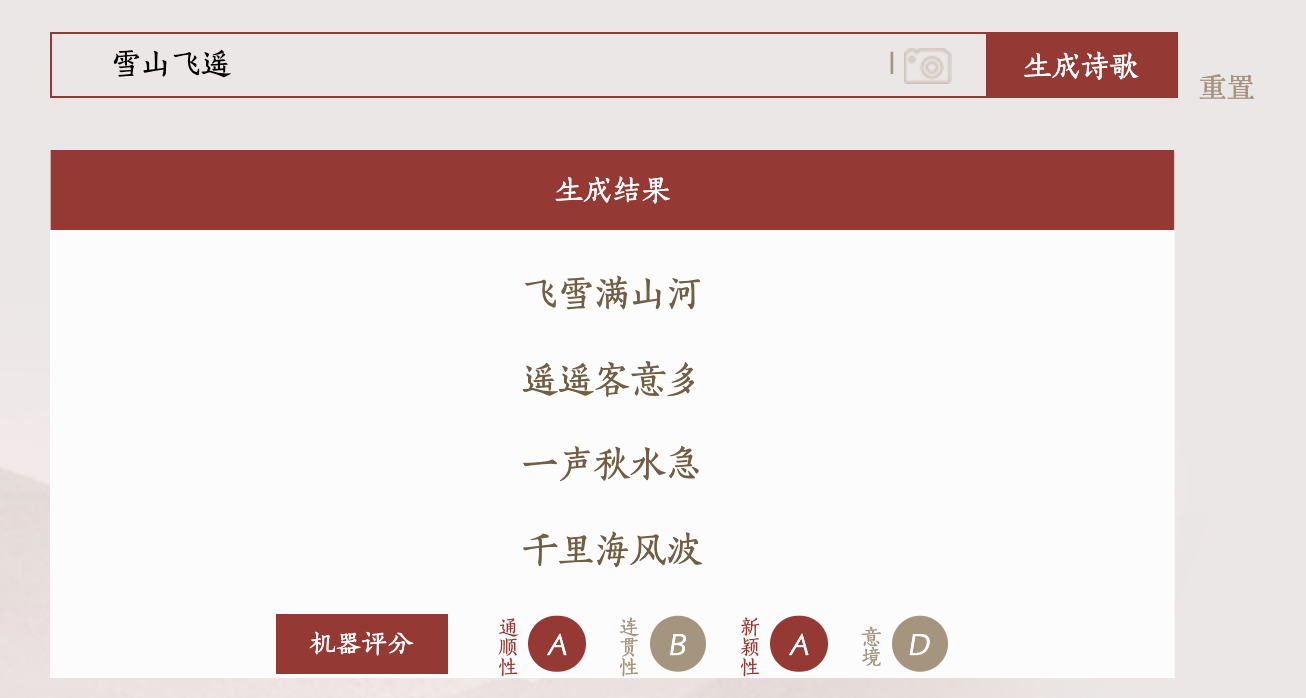 雪山飞遥
生成诗歌
重置
生成结果
飞雪满山河
遥遥客意多
一声秋水急
千里海风波
机器评分 通顺性 A 连贯性 B 新颖性 A 意境 D